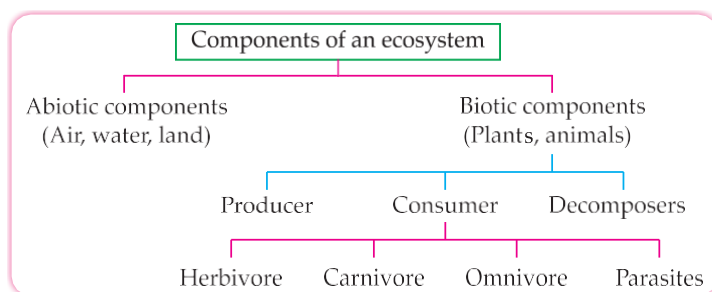 Components of an ecosystem
Abiotic components
(Air, water, land)
Biotic components
(Plants, animals)
Producer
Consumer
Decomposers
Herbivore
Carnivore
Omnivore
Parasites